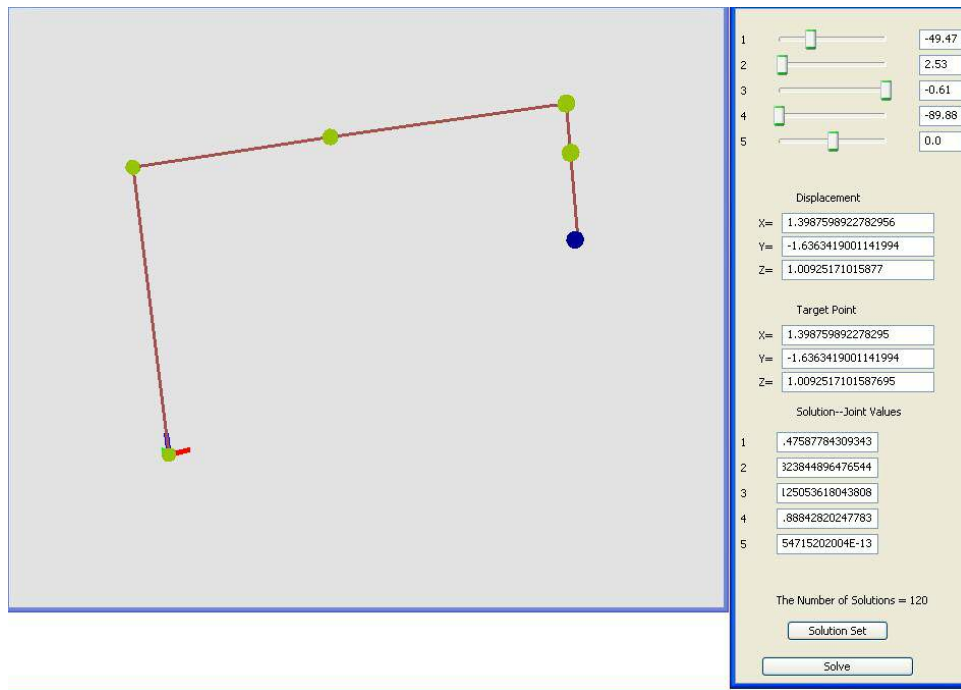 1 -49.47
2 2.53
3 -0.61
4 -89.88
5 0.0
Displacement
X= 1.3987598922782956
Y= -1.6363419001141994
Z= 1.00925171015877
Target Point
X= 1.398759892278295
Y= -1.6363419001141994
Z= 1.0092517101587695
Solution--Joint Values
1 .47587784309343
2 323844896476544
3 125053618043808
4 .88842820247783
5 54715202004E-13
The Number of Solutions = 120
Solution Set
Solve